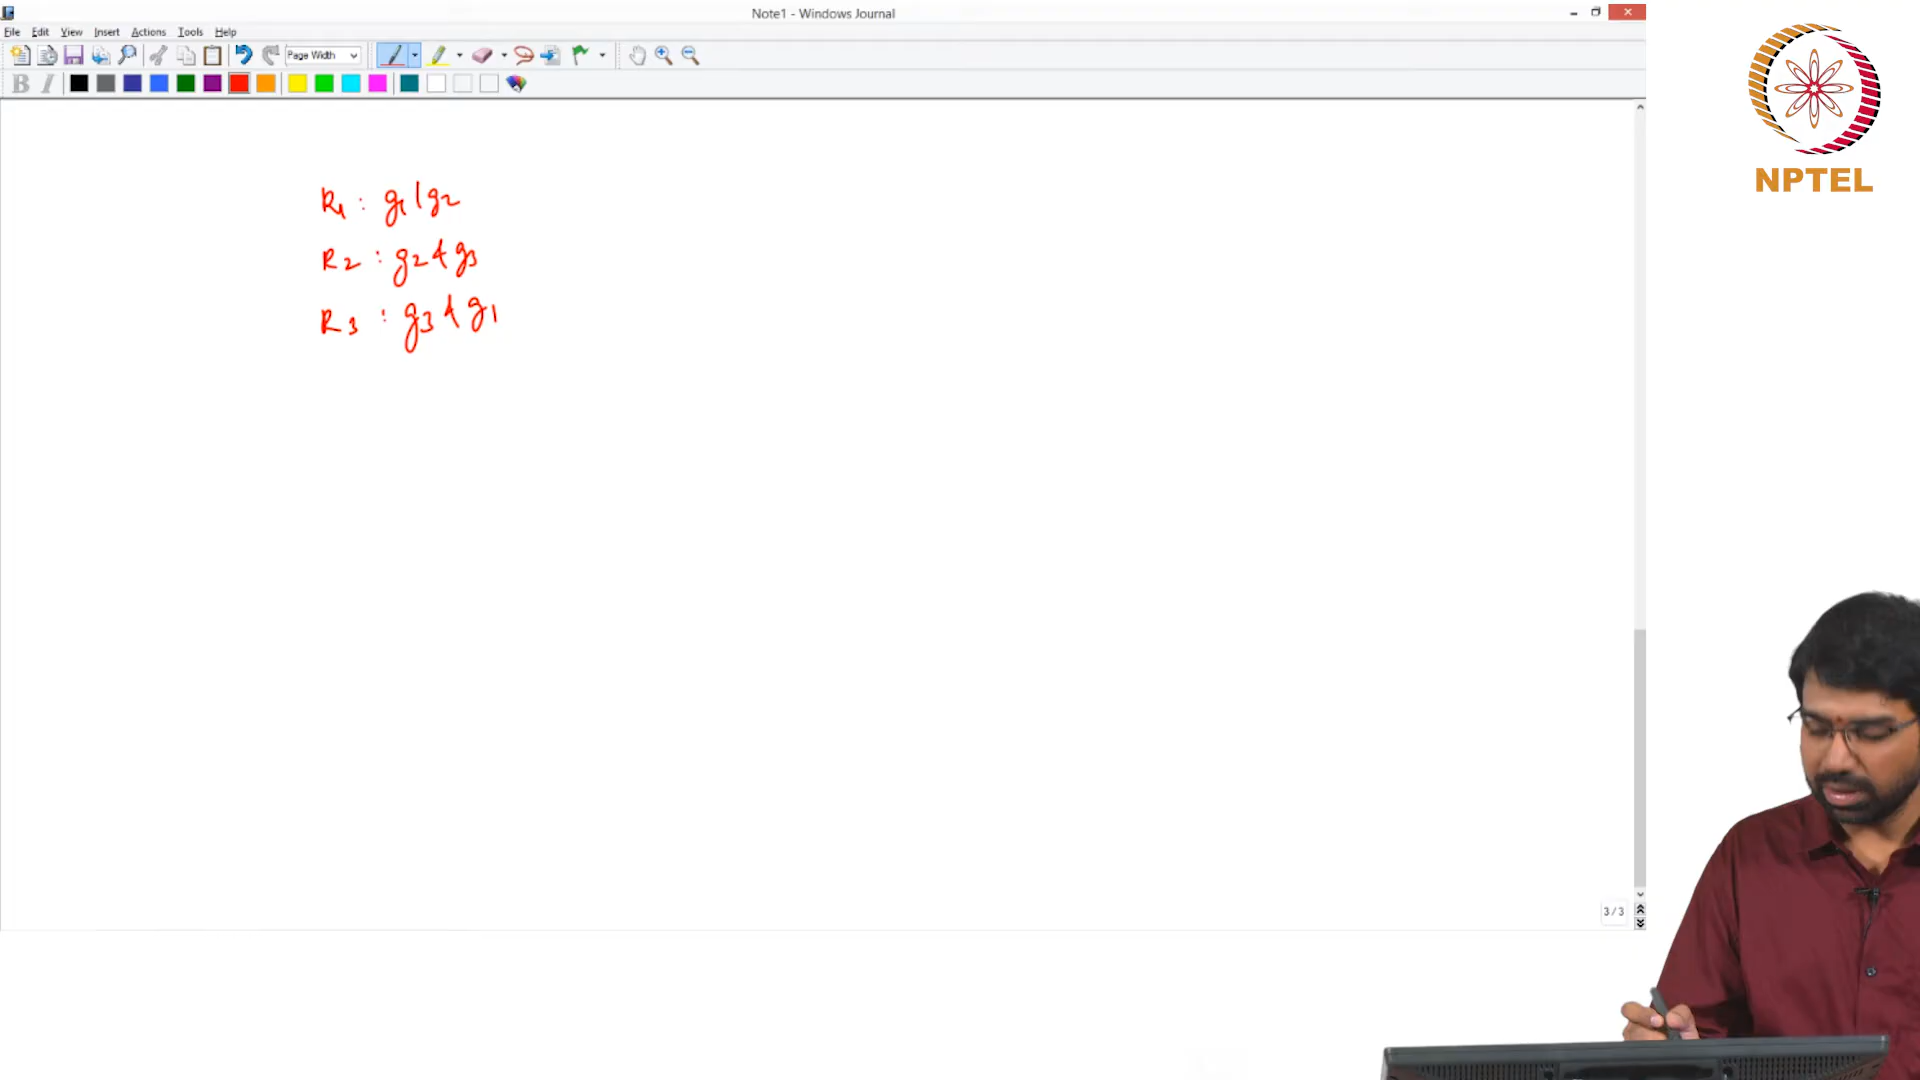 Note1 - Windows Journal
File Edit View Insert Actions Tools Help
Page Width
B I
NPTEL
R1 : g1 | g2
R2 : g2 & g3
R3 : g3 & g1
3 / 3